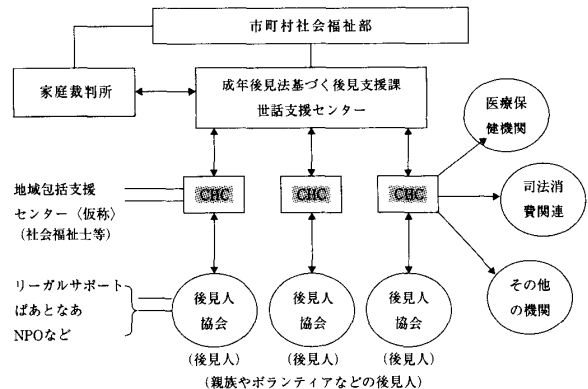 市町村社会福祉部
家庭裁判所
成年後見法基づく後見支援課
世話支援センター
医療保
健機関
地域包括支援
センター〈仮称〉
(社会福祉士等)
CHC
CHC
CHC
司法消
費関連
リーガルサポート
ぱあとなあ
NPOなど
後見人
協会
後見人
協会
後見人
協会
その他
の機関
(後見人)
(後見人)
(後見人)
(親族やボランティアなどの後見人)